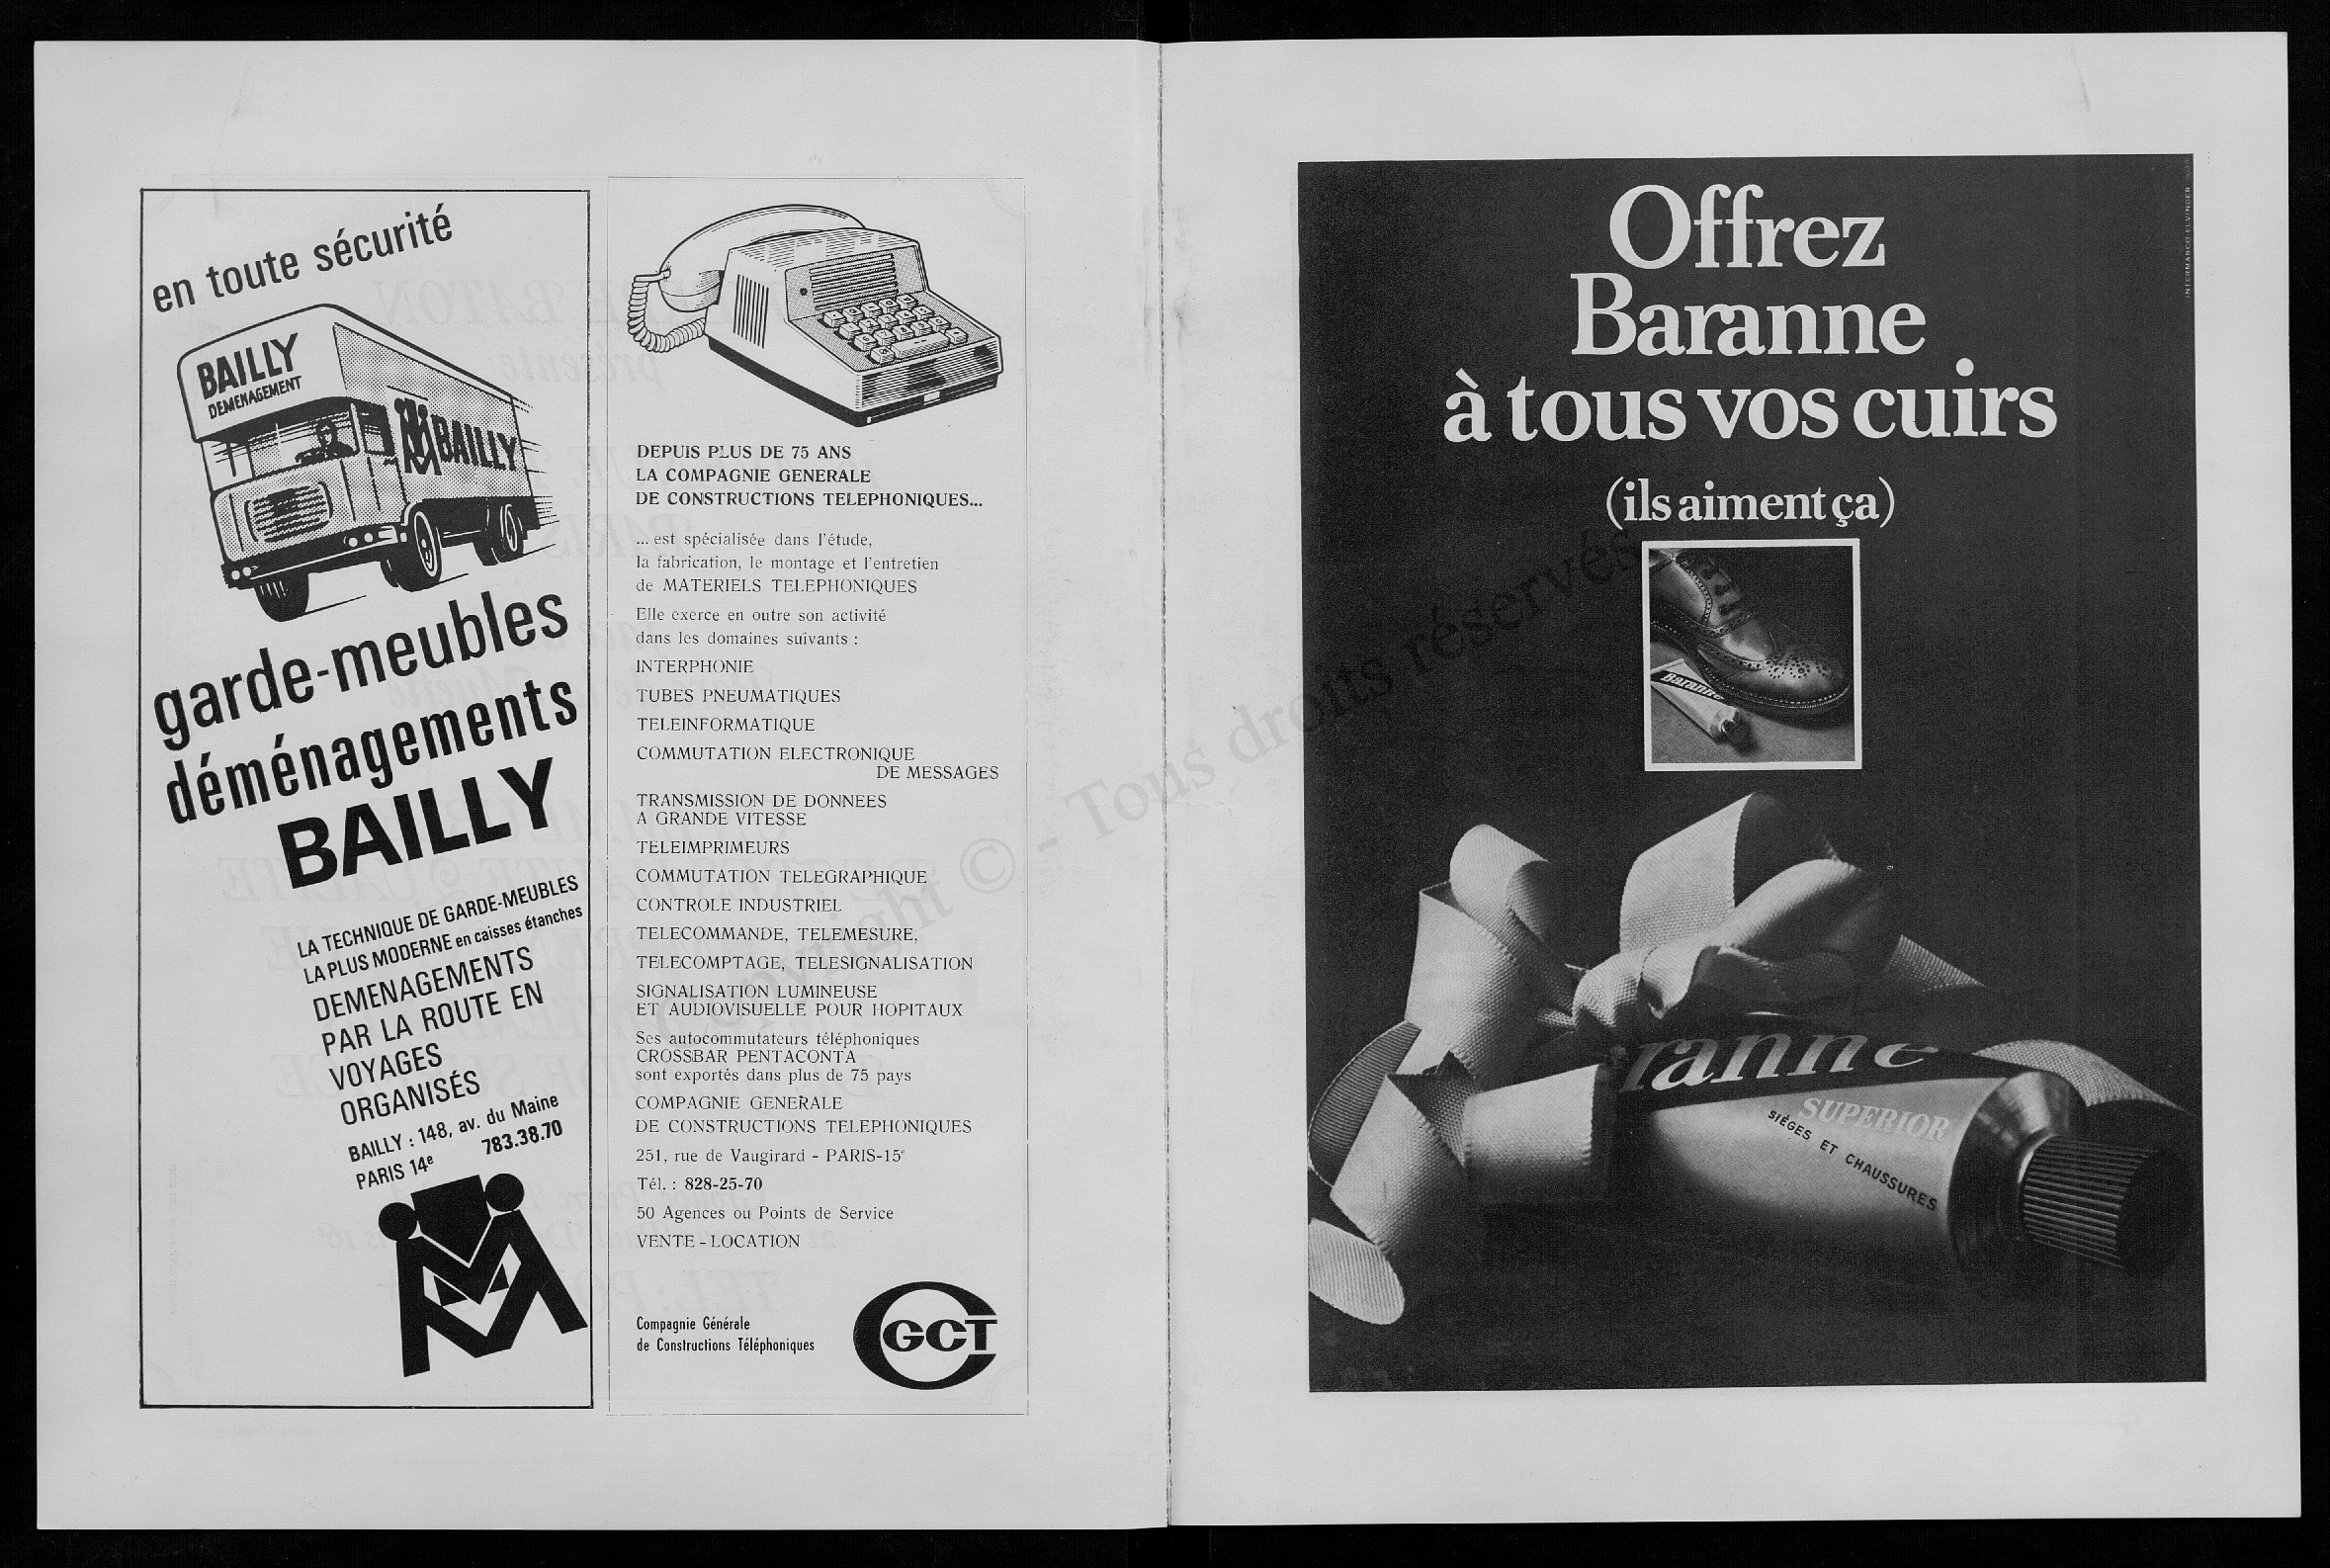 en toute sécurité
BAILLY
DEMENAGEMENT
BAILLY
garde-meubles
déménagements
BAILLY
LA TECHNIQUE DE GARDE-MEUBLES
LA PLUS MODERNE en caisses étanches
DEMENAGEMENTS
PAR LA ROUTE EN
VOYAGES
ORGANISÉS
BAILLY : 148, av. du Maine
PARIS 14e 783.38.70
DEPUIS PLUS DE 75 ANS
LA COMPAGNIE GENERALE
DE CONSTRUCTIONS TELEPHONIQUES...
... est spécialisée dans l'étude,
la fabrication, le montage et l'entretien
de MATERIELS TELEPHONIQUES
Elle exerce en outre son activité
dans les domaines suivants :
INTERPHONIE
TUBES PNEUMATIQUES
TELEINFORMATIQUE
COMMUTATION ELECTRONIQUE
DE MESSAGES
TRANSMISSION DE DONNEES
A GRANDE VITESSE
TELEIMPRIMEURS
COMMUTATION TELEGRAPHIQUE
CONTROLE INDUSTRIEL
TELECOMMANDE, TELEMESURE,
TELECOMPTAGE, TELESIGNALISATION
SIGNALISATION LUMINEUSE
ET AUDIOVISUELLE POUR HOPITAUX
Ses autocommutateurs téléphoniques
CROSSBAR PENTACONTA
sont exportés dans plus de 75 pays
COMPAGNIE GENERALE
DE CONSTRUCTIONS TELEPHONIQUES
251, rue de Vaugirard - PARIS-15e
Tél. : 828-25-70
50 Agences ou Points de Service
VENTE - LOCATION
Compagnie Générale
de Constructions Téléphoniques
CGCT
Copyright © - Tous droits réservés
Offrez
Baranne
à tous vos cuirs
(ils aiment ça)
Baranne
ranne
SUPERIOR
SIÉGES ET CHAUSSURES
INTERMARCO-ELVINGER